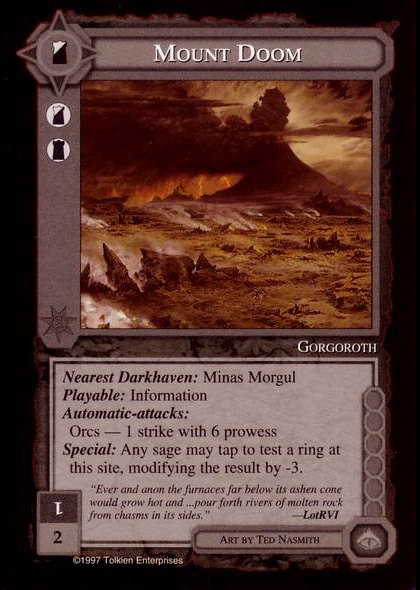 MOUNT DOOM
GORGOROTH
Nearest Darkhaven: Minas Morgul
Playable: Information
Automatic-attacks:
Orcs — 1 strike with 6 prowess
Special: Any sage may tap to test a ring at
this site, modifying the result by -3.
"Ever and anon the furnaces far below its ashen cone
would grow hot and ...pour forth rivers of molten rock
from chasms in its sides." —LotRVI
1
2
ART BY TED NASMITH
©1997 Tolkien Enterprises